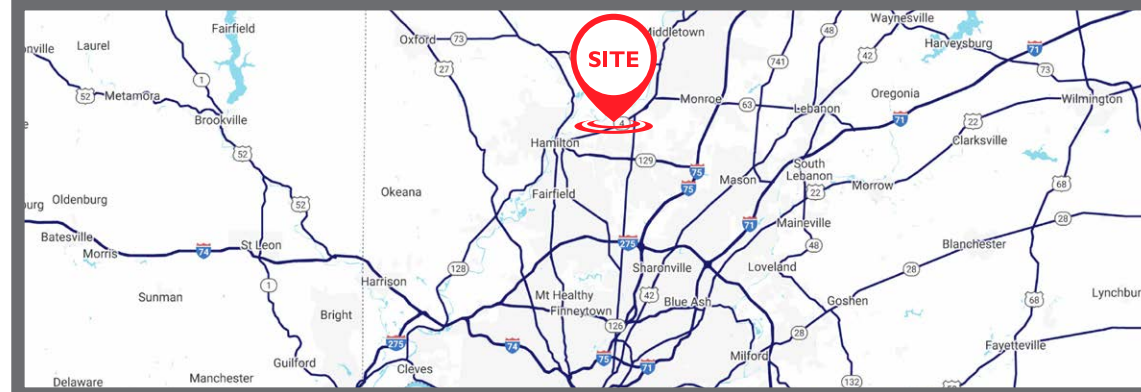 Waynesville
Fairfield
48
Middletown
Laurel
onville
Oxford
73
Harveysburg
71
42
SITE
741
27
73
1
52
Metamora
Monroe
63
Oregonia
Wilmington
Lebanon
Brookville
4
71
22
Clarksville
Hamilton
52
129
South
Lebanon
75
Mason
Okeana
75
Morrow
68
Fairfield
22
Oldenburg
52
urg
28
Maineville
71
Batesville
74
St Leon
275
48
Blanchester
Morris
Sharonville
Loveland
128
28
Harrison
1
42
Sunman
Mt Healthy
Blue Ash
Goshen
68
Lynchbur
Bright
Finneytown
126
28
275
74
Fayetteville
75
Milford
Guilford
71
Cleves
Delaware
Manchester
132